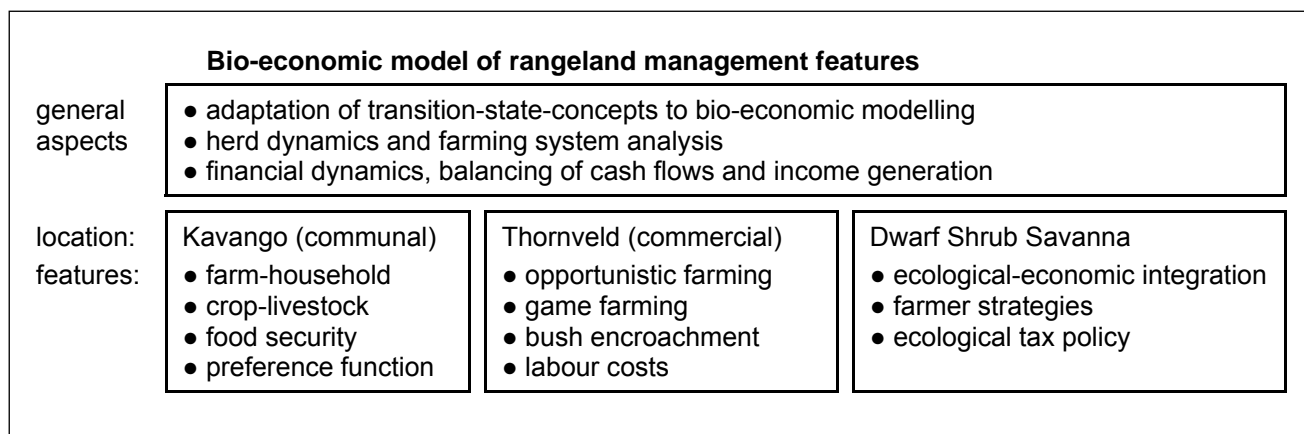 Bio-economic model of rangeland management features
general aspects
● adaptation of transition-state-concepts to bio-economic modelling
● herd dynamics and farming system analysis
● financial dynamics, balancing of cash flows and income generation
location:
features:
Kavango (communal)
● farm-household
● crop-livestock
● food security
● preference function
Thornveld (commercial)
● opportunistic farming
● game farming
● bush encroachment
● labour costs
Dwarf Shrub Savanna
● ecological-economic integration
● farmer strategies
● ecological tax policy